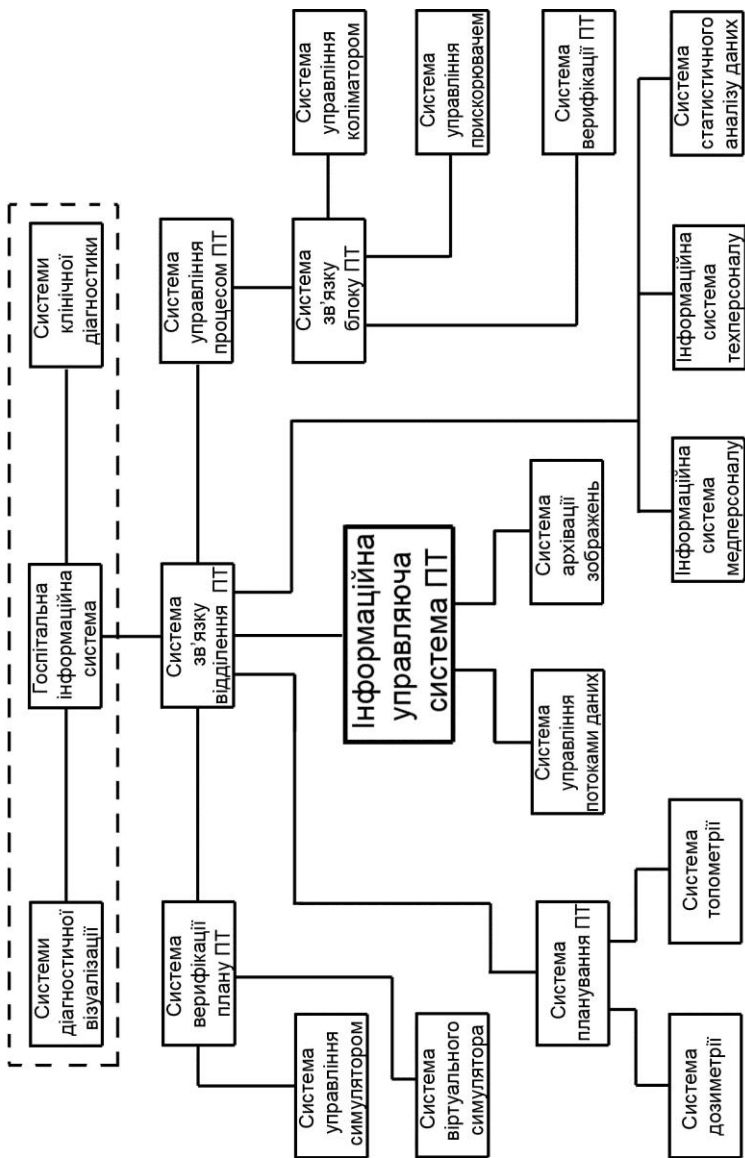 Системи
діагностичної
візуалізації
Госпітальна
інформаційна
система
Системи
клінічної
діагностики
Система
верифікації
плану ПТ
Система
зв’язку
відділення ПТ
Система
управління
процесом ПТ
Система
управління
симулятором
Система
віртуального
симулятора
Інформаційна
управляюча
система ПТ
Система
зв’язку
блоку ПТ
Система
управління
коліматором
Система
управління
прискорювачем
Система
верифікації ПТ
Система
планування ПТ
Система
управління
потоками даних
Система
архівації
зображень
Система
дозиметрії
Система
топометрії
Інформаційна
система
медперсоналу
Інформаційна
система
техперсоналу
Система
статистичного
аналізу даних